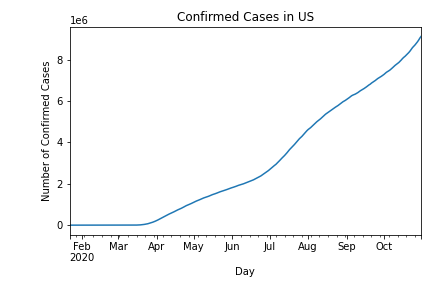 Confirmed Cases in US
1e6
8
6
4
2
0
Number of Confirmed Cases
Feb Mar Apr May Jun Jul Aug Sep Oct
2020
Day